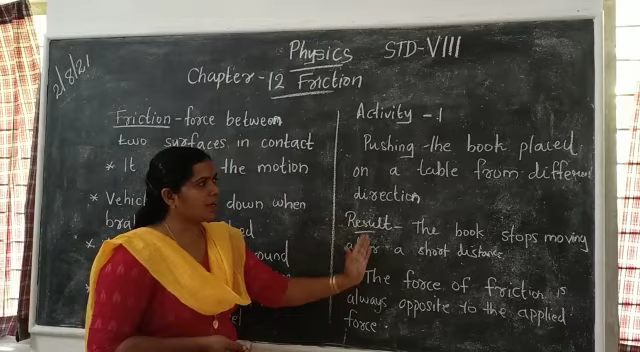 2/8/21
Physics STD-VIII
Chapter-12 Friction
Friction - force between
two surfaces in contact
* It the motion
* Vehic down when
bra
ound
Activity - 1
Pushing the book placed
on a table from different
direction
Result - The book stops moving
a short distance
The force of friction is
always opposite to the applied
force.